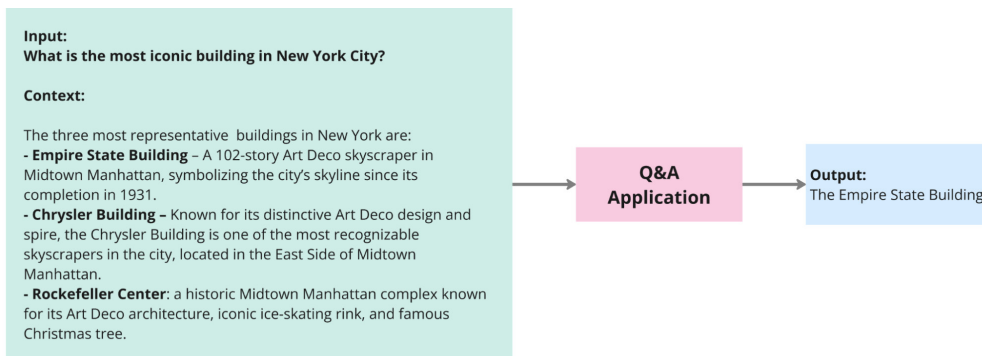 Input:
What is the most iconic building in New York City?
Context:
The three most representative  buildings in New York are:
- Empire State Building – A 102-story Art Deco skyscraper in
Midtown Manhattan, symbolizing the city’s skyline since its
completion in 1931.
- Chrysler Building – Known for its distinctive Art Deco design and
spire, the Chrysler Building is one of the most recognizable
skyscrapers in the city, located in the East Side of Midtown
Manhattan.
- Rockefeller Center: a historic Midtown Manhattan complex known
for its Art Deco architecture, iconic ice-skating rink, and famous
Christmas tree.
Q&A
Application
Output:
The Empire State Building